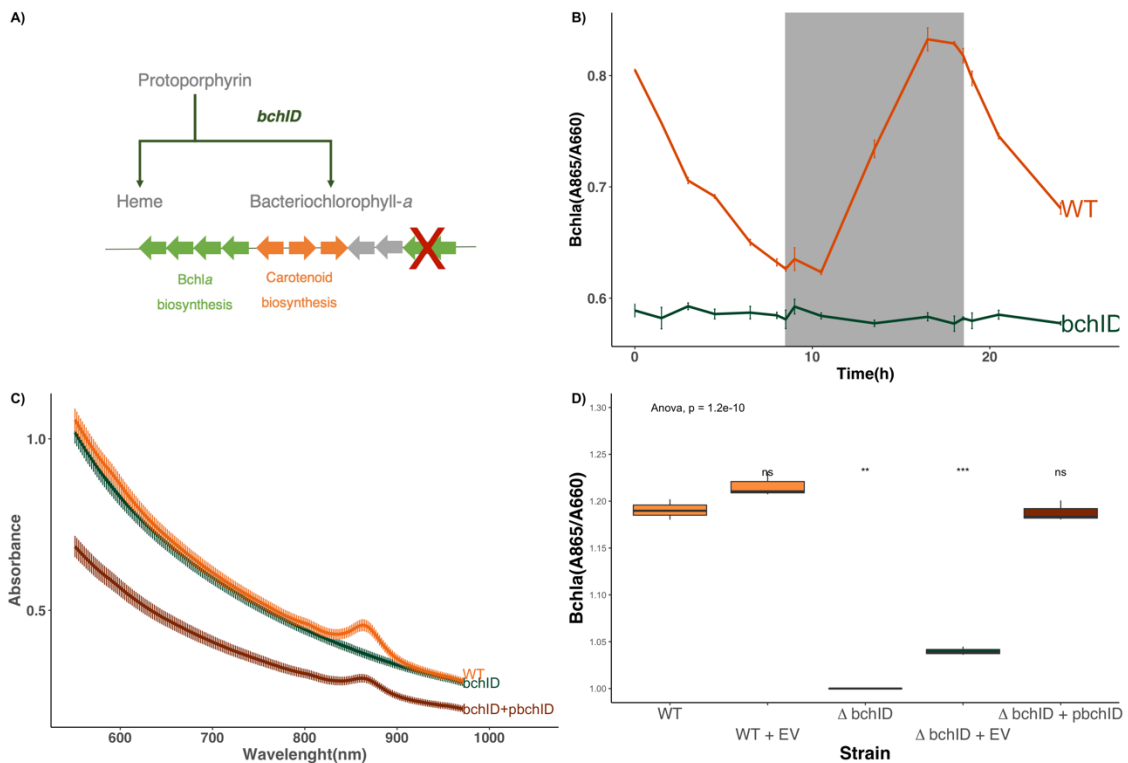 A)
Protoporphyrin
bchID
Heme
Bacteriochlorophyll-a
Bchla
biosynthesis
Carotenoid
biosynthesis
X
B)
Bchla(A865/A660)
0.8
0.7
0.6
WT
bchID
0
10
20
Time(h)
C)
Absorbance
1.0
0.5
WT
bchID
bchID+pbchID
600
700
800
900
1000
Wavelenght(nm)
D)
Bchla(A865/A660)
1.30
1.25
1.20
1.15
1.10
1.05
1.00
Anova, p = 1.2e-10
ns
**
***
ns
WT
WT + EV
Δ bchID
Δ bchID + EV
Δ bchID + pbchID
Strain